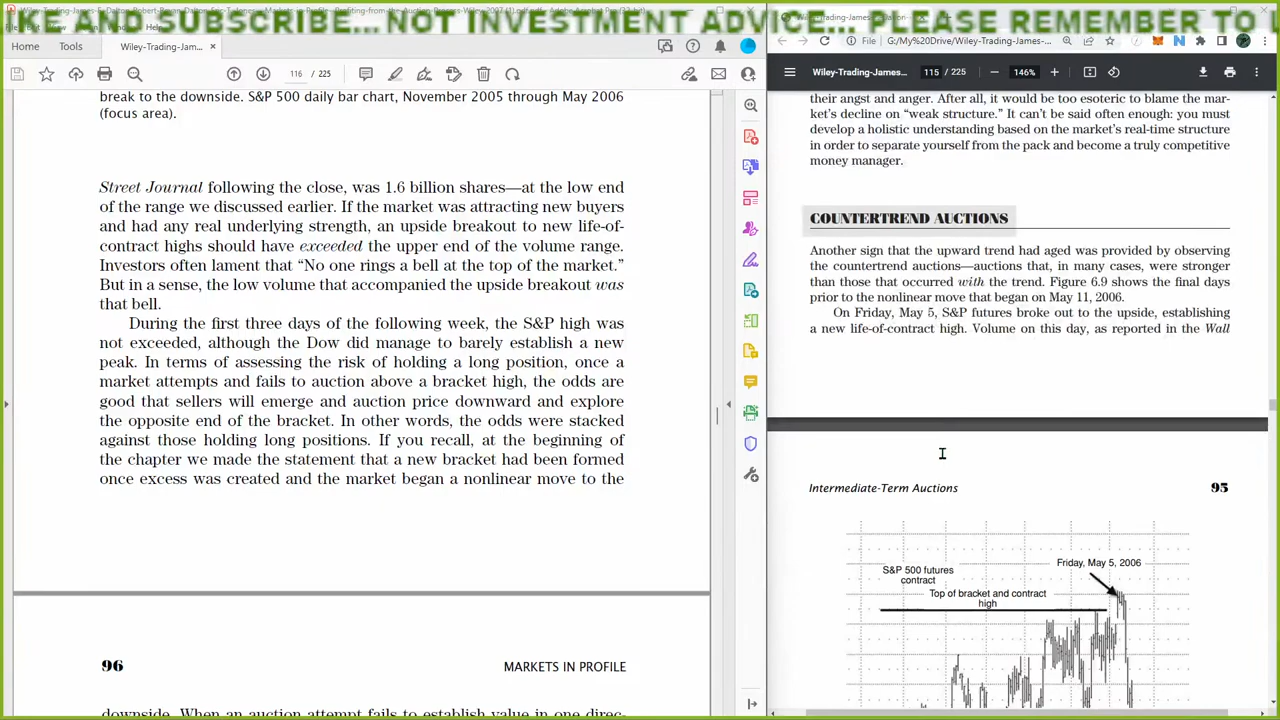 AND SUBSCRIBE... NOT INVESTMENT ADVICE... PLEASE REMEMBER TO
Home
Tools
Wiley-Trading-Jam...
×
116 / 225
break to the downside. S&P 500 daily bar chart, November 2005 through May 2006
(focus area).
Street Journal following the close, was 1.6 billion shares—at the low end
of the range we discussed earlier. If the market was attracting new buyers
and had any real underlying strength, an upside breakout to new life-of-
contract highs should have exceeded the upper end of the volume range.
Investors often lament that “No one rings a bell at the top of the market.”
But in a sense, the low volume that accompanied the upside breakout was
that bell.
During the first three days of the following week, the S&P high was
not exceeded, although the Dow did manage to barely establish a new
peak. In terms of assessing the risk of holding a long position, once a
market attempts and fails to auction above a bracket high, the odds are
good that sellers will emerge and auction price downward and explore
the opposite end of the bracket. In other words, the odds were stacked
against those holding long positions. If you recall, at the beginning of
the chapter we made the statement that a new bracket had been formed
once excess was created and the market began a nonlinear move to the
96
MARKETS IN PROFILE
downside. When an auction attempt fails to establish value in one direc-
File
G:/My%20Drive/Wiley-Trading-James-...
Wiley-Trading-James...
115 / 225
146%
their angst and anger. After all, it would be too esoteric to blame the mar-
ket's decline on “weak structure.” It can't be said often enough: you must
develop a holistic understanding based on the market's real-time structure
in order to separate yourself from the pack and become a truly competitive
money manager.
COUNTERTREND AUCTIONS
Another sign that the upward trend had aged was provided by observing
the countertrend auctions—auctions that, in many cases, were stronger
than those that occurred with the trend. Figure 6.9 shows the final days
prior to the nonlinear move that began on May 11, 2006.
On Friday, May 5, S&P futures broke out to the upside, establishing
a new life-of-contract high. Volume on this day, as reported in the Wall
Intermediate-Term Auctions
95
Friday, May 5, 2006
S&P 500 futures
contract
Top of bracket and contract
high